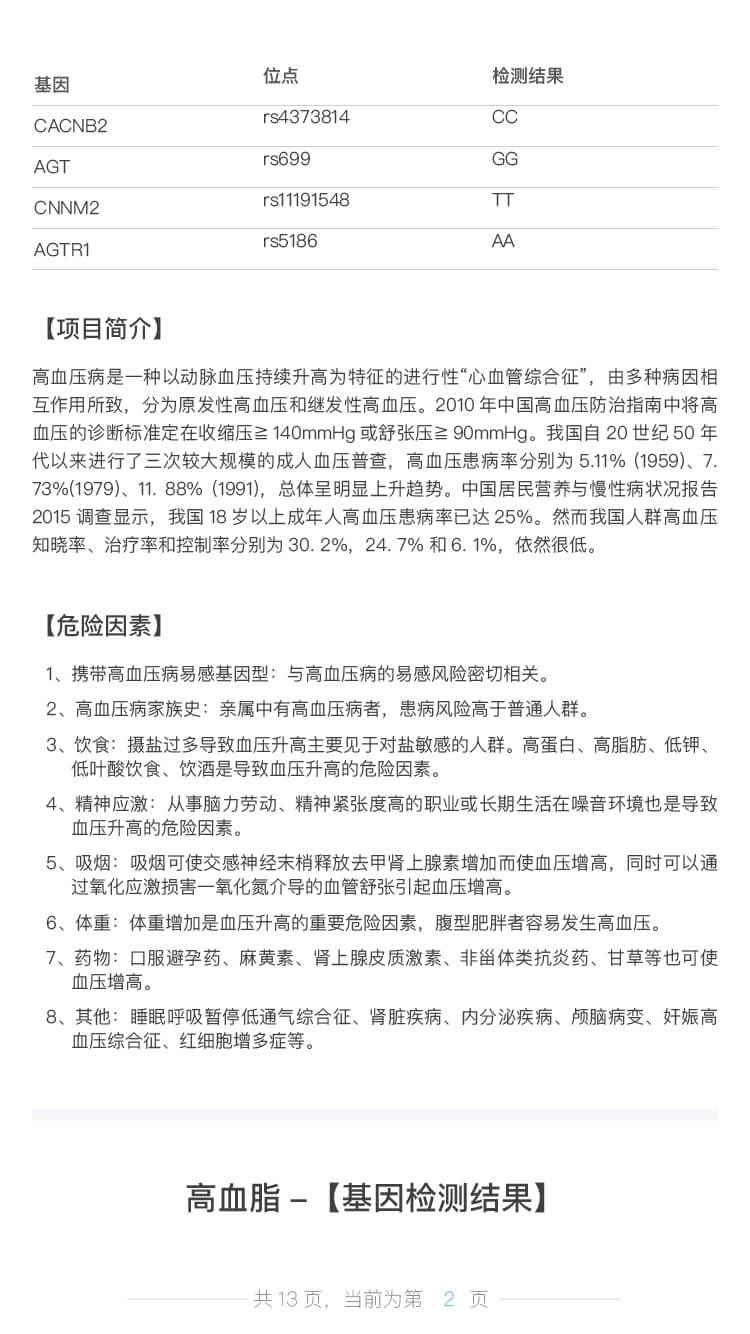 基因 位点 检测结果
CACNB2 rs4373814 CC
AGT rs699 GG
CNNM2 rs11191548 TT
AGTR1 rs5186 AA
【项目简介】
高血压病是一种以动脉血压持续升高为特征的进行性“心血管综合征”，由多种病因相
互作用所致，分为原发性高血压和继发性高血压。2010 年中国高血压防治指南中将高
血压的诊断标准定在收缩压≧ 140mmHg 或舒张压≧ 90mmHg。我国自 20 世纪 50 年
代以来进行了三次较大规模的成人血压普查，高血压患病率分别为 5.11% (1959)、7.
73%(1979)、11. 88% (1991)，总体呈明显上升趋势。中国居民营养与慢性病状况报告
2015 调查显示，我国 18 岁以上成年人高血压患病率已达 25%。然而我国人群高血压
知晓率、治疗率和控制率分别为 30. 2%，24. 7% 和 6. 1%，依然很低。
【危险因素】
1、携带高血压病易感基因型：与高血压病的易感风险密切相关。
2、高血压病家族史：亲属中有高血压病者，患病风险高于普通人群。
3、饮食：摄盐过多导致血压升高主要见于对盐敏感的人群。高蛋白、高脂肪、低钾、
低叶酸饮食、饮酒是导致血压升高的危险因素。
4、精神应激：从事脑力劳动、精神紧张度高的职业或长期生活在噪音环境也是导致
血压升高的危险因素。
5、吸烟：吸烟可使交感神经末梢释放去甲肾上腺素增加而使血压增高，同时可以通
过氧化应激损害一氧化氮介导的血管舒张引起血压增高。
6、体重：体重增加是血压升高的重要危险因素，腹型肥胖者容易发生高血压。
7、药物：口服避孕药、麻黄素、肾上腺皮质激素、非甾体类抗炎药、甘草等也可使
血压增高。
8、其他：睡眠呼吸暂停低通气综合征、肾脏疾病、内分泌疾病、颅脑病变、奸娠高
血压综合征、红细胞增多症等。
高血脂 –【基因检测结果】
共 13 页，当前为第 2 页